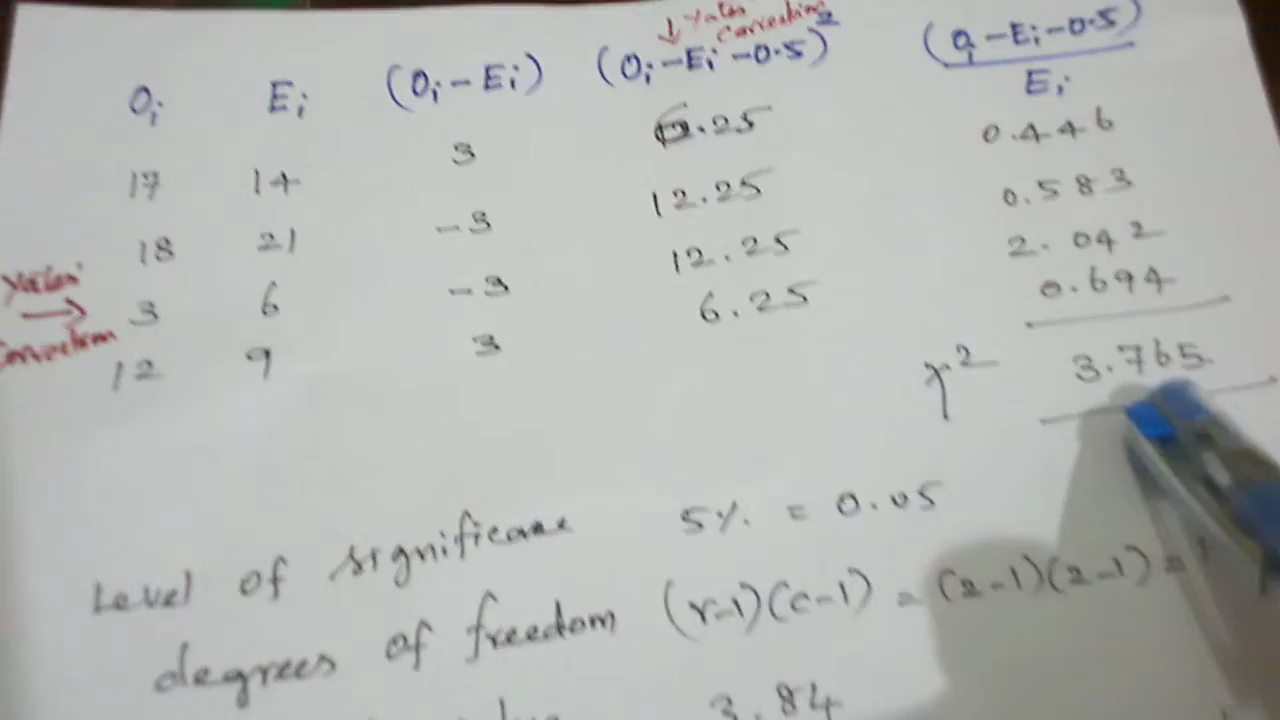 ↓ Yates
Correction
Oi Ei (Oi - Ei) (Oi - Ei - 0.5)² (Oi - Ei - 0.5) / Ei
17 14 3 6.25 0.446
18 21 -3 12.25 0.583
3 6 -3 12.25 2.042
12 9 3 6.25 0.694
Yates'
→
Correction
χ² 3.765
Level of significane 5% = 0.05
degrees of freedom (r-1)(c-1) = (2-1)(2-1) = 1
3.84